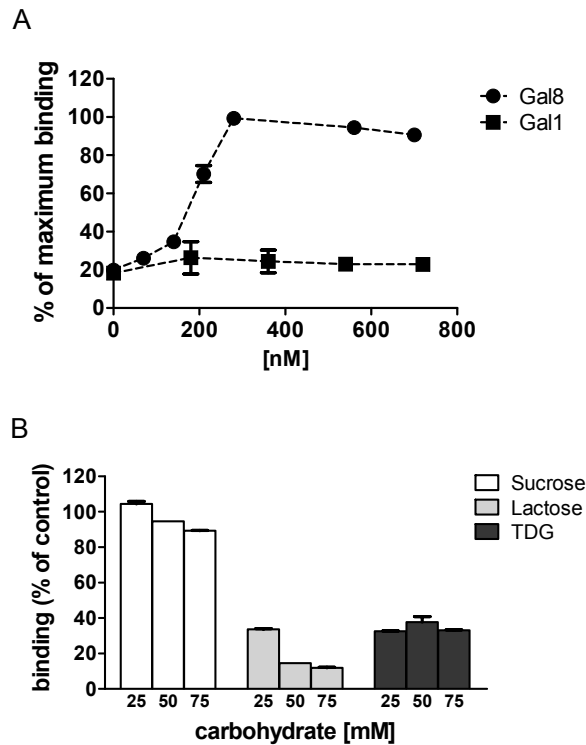 A
% of maximum binding
120
100
80
60
40
20
0
0 200 400 600 800
[nM]
Gal8
Gal1
B
binding (% of control)
120
100
80
60
40
20
0
25 50 75 25 50 75 25 50 75
carbohydrate [mM]
Sucrose
Lactose
TDG